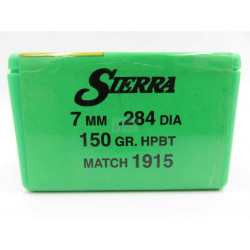 SIERRA
7 MM .284 DIA
150 GR. HPBT
MATCH 1915